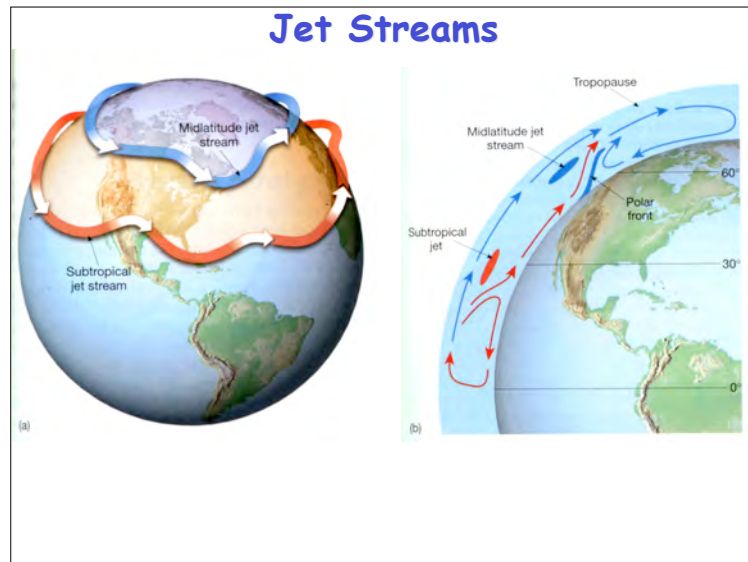 Jet Streams
Midlatitude jet
stream
Subtropical
jet stream
(a)
Tropopause
Midlatitude jet
stream
60°
Polar
front
Subtropical
jet
30°
0°
(b)